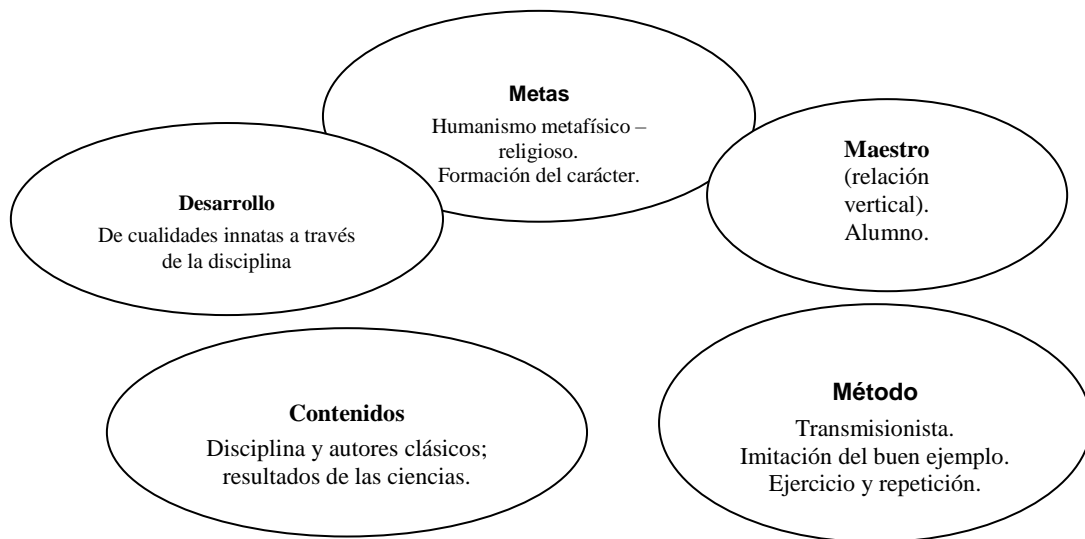 Metas
Humanismo metafísico –
religioso.
Formación del carácter.
Maestro
(relación
vertical).
Alumno.
Desarrollo
De cualidades innatas a través
de la disciplina
Contenidos
Disciplina y autores clásicos;
resultados de las ciencias.
Método
Transmisionista.
Imitación del buen ejemplo.
Ejercicio y repetición.